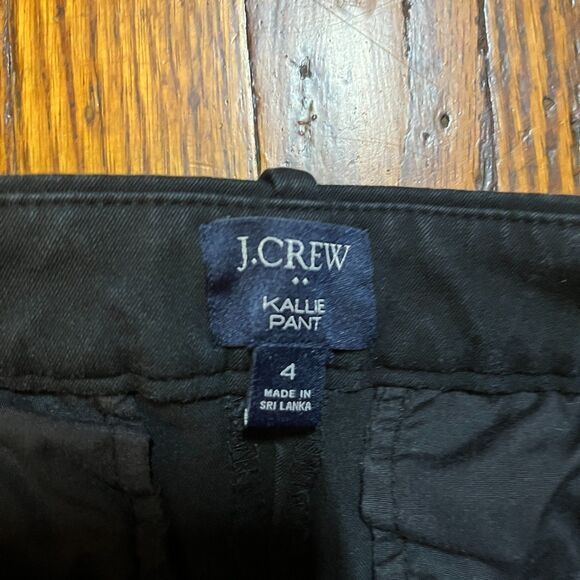 J.CREW
••
KALLIE
PANT
4
MADE IN
SRI LANKA